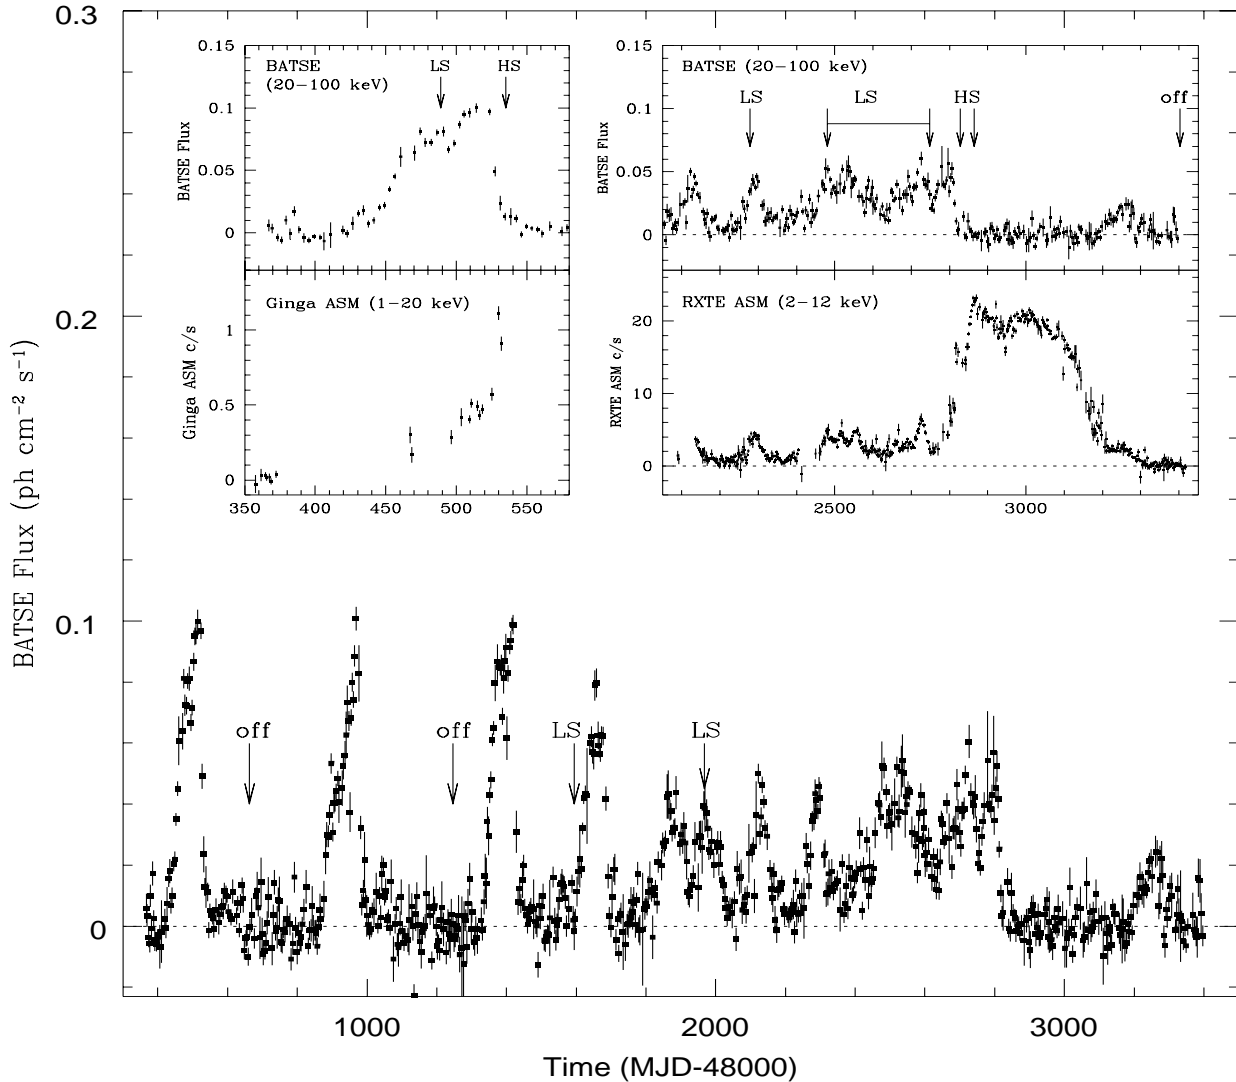 0.3
0.2
0.1
0
BATSE Flux (ph cm−2 s−1)
0.15
0.1
0.05
0
BATSE Flux
BATSE
(20−100 keV)
LS
HS
1
0.5
0
Ginga ASM c/s
Ginga ASM (1−20 keV)
350 400 450 500 550
0.15
0.1
0.05
0
BATSE Flux
BATSE (20−100 keV)
LS
LS
HS
off
20
10
0
RXTE ASM c/s
RXTE ASM (2−12 keV)
2500 3000
off
off
LS
LS
1000 2000 3000
Time (MJD-48000)